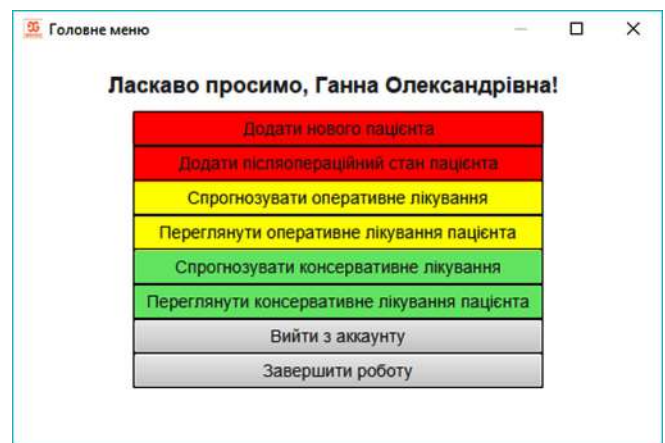 Головне меню
Ласкаво просимо, Ганна Олександрівна!
Додати нового пацієнта
Додати післяопераційний стан пацієнта
Спрогнозувати оперативне лікування
Переглянути оперативне лікування пацієнта
Спрогнозувати консервативне лікування
Переглянути консервативне лікування пацієнта
Вийти з аккаунту
Завершити роботу